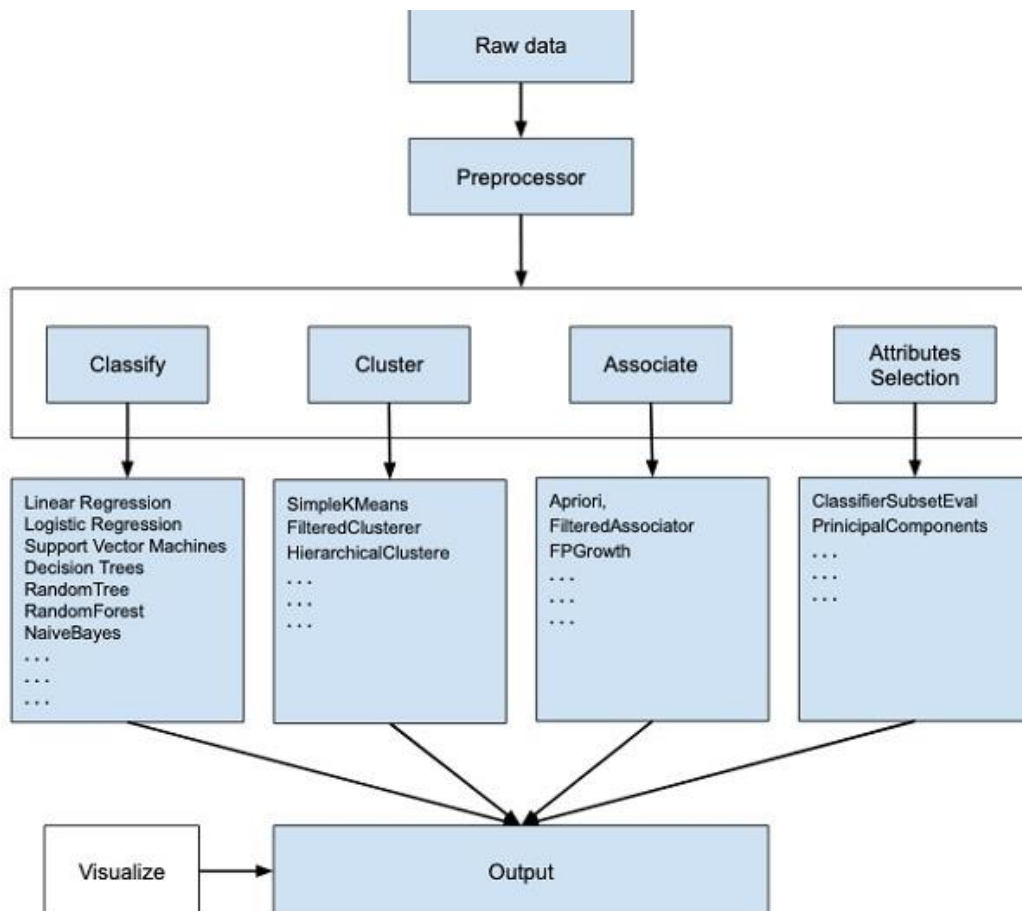 Raw data
Preprocessor
Classify
Cluster
Associate
Attributes
Selection
Linear Regression
Logistic Regression
Support Vector Machines
Decision Trees
RandomTree
RandomForest
NaiveBayes
. . .
. . .
. . .
SimpleKMeans
FilteredClusterer
HierarchicalClustere
. . .
. . .
. . .
Apriori,
FilteredAssociator
FPGrowth
. . .
. . .
. . .
ClassifierSubsetEval
PrinicipalComponents
. . .
. . .
. . .
Visualize
Output